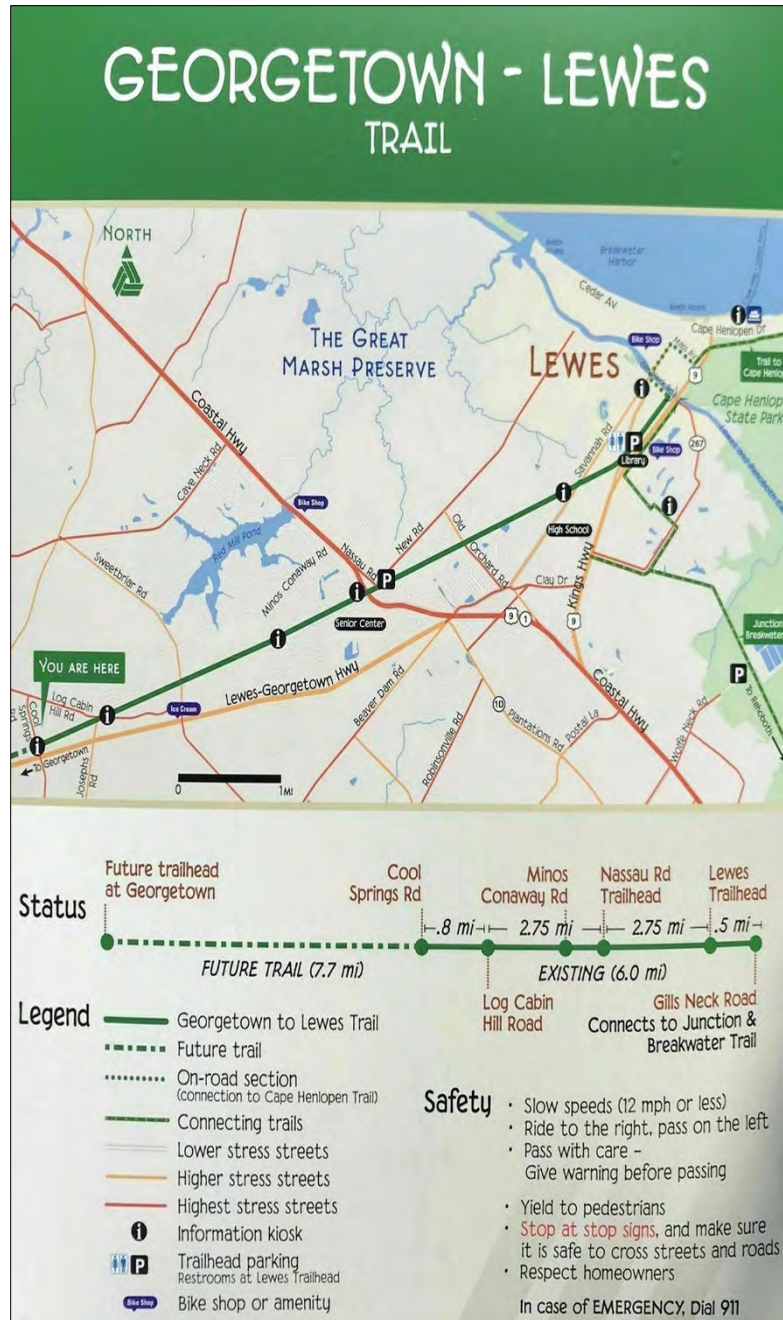 GEORGETOWN - LEWES
TRAIL
NORTH
THE GREAT
MARSH PRESERVE
Breakwater
Harbor
Cedar Av
Cape Henlopen Dr
Bike Shop
LEWES
9
Trail to
Cape Henlop
Cape Henlopen
State Park
Coastal Hwy
Cave Neck Rd
Savannah Rd
P
Library
Bike Shop
267
Bike Shop
Red Mill Pond
Sweetbriar Rd
Minos Conaway Rd
Nassau Rd
New Rd
Old
Orchard Rd
High School
Kings Hwy
Clay Dr
P
Senior Center
9
1
9
YOU ARE HERE
Log Cabin
Hill Rd
Cool
Springs
Rd
Ice Cream
Lewes-Georgetown Hwy
To Georgetown
Josephs
Rd
Beaver Dam Rd
Robinsonville Rd
1D
Plantations Rd
Postal La
Coastal Hwy
Wolfe Neck Rd
Junction
Breakwater
P
To Rehoboth
0
1 MI
Status
Future trailhead
at Georgetown
Cool
Springs Rd
Minos
Conaway Rd
Nassau Rd
Trailhead
Lewes
Trailhead
.8 mi
2.75 mi
2.75 mi
.5 mi
FUTURE TRAIL (7.7 mi)
EXISTING (6.0 mi)
Log Cabin
Hill Road
Gills Neck Road
Connects to Junction &
Breakwater Trail
Legend
Georgetown to Lewes Trail
Future trail
On-road section
(connection to Cape Henlopen Trail)
Connecting trails
Lower stress streets
Higher stress streets
Highest stress streets
i Information kiosk
P Trailhead parking
Restrooms at Lewes Trailhead
Bike Shop Bike shop or amenity
Safety
• Slow speeds (12 mph or less)
• Ride to the right, pass on the left
• Pass with care –
Give warning before passing
• Yield to pedestrians
• Stop at stop signs, and make sure
it is safe to cross streets and roads
• Respect homeowners
In case of EMERGENCY, Dial 911